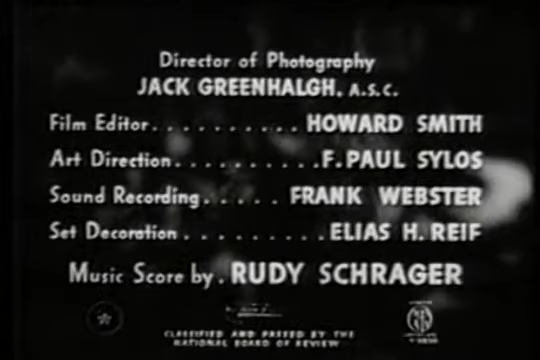 Director of Photography
JACK GREENHALGH, A.S.C.
Film Editor.......... HOWARD SMITH
Art Direction..........F. PAUL SYLOS
Sound Recording...... FRANK WEBSTER
Set Decoration..........ELIAS H. REIF
Music Score by. RUDY SCHRAGER
CLASSIFIED AND PASSED BY THE
NATIONAL BOARD OF REVIEW